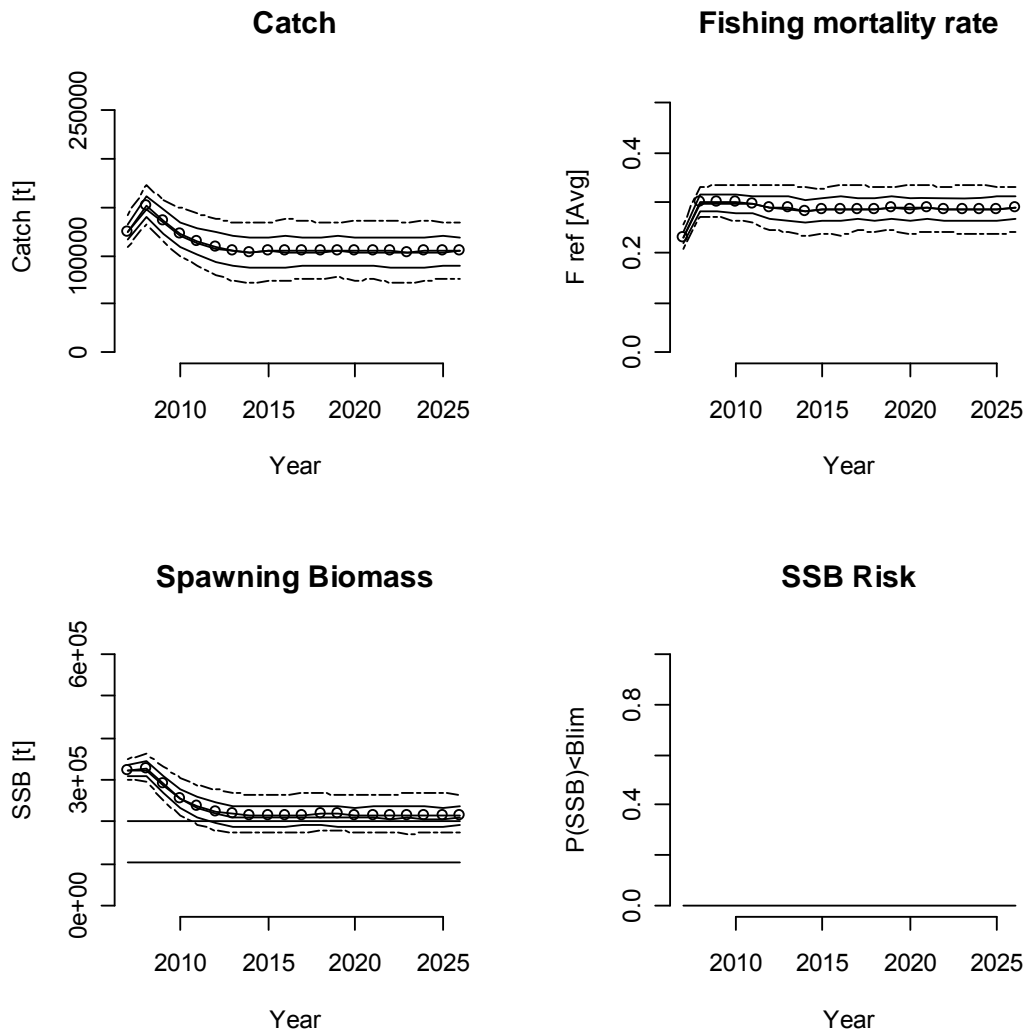 Catch
Catch [t]
250000
100000
0
2010 2015 2020 2025
Year
Fishing mortality rate
F ref [Avg]
0.4
0.2
0.0
2010 2015 2020 2025
Year
Spawning Biomass
SSB [t]
6e+05
3e+05
0e+00
2010 2015 2020 2025
Year
SSB Risk
P(SSB)<Blim
0.8
0.4
0.0
2010 2015 2020 2025
Year